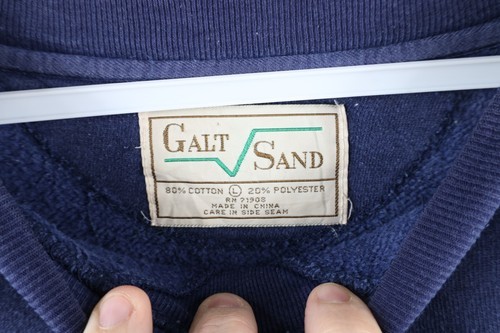 GALT SAND
80% COTTON L 20% POLYESTER
RN 71908
MADE IN CHINA
CARE IN SIDE SEAM